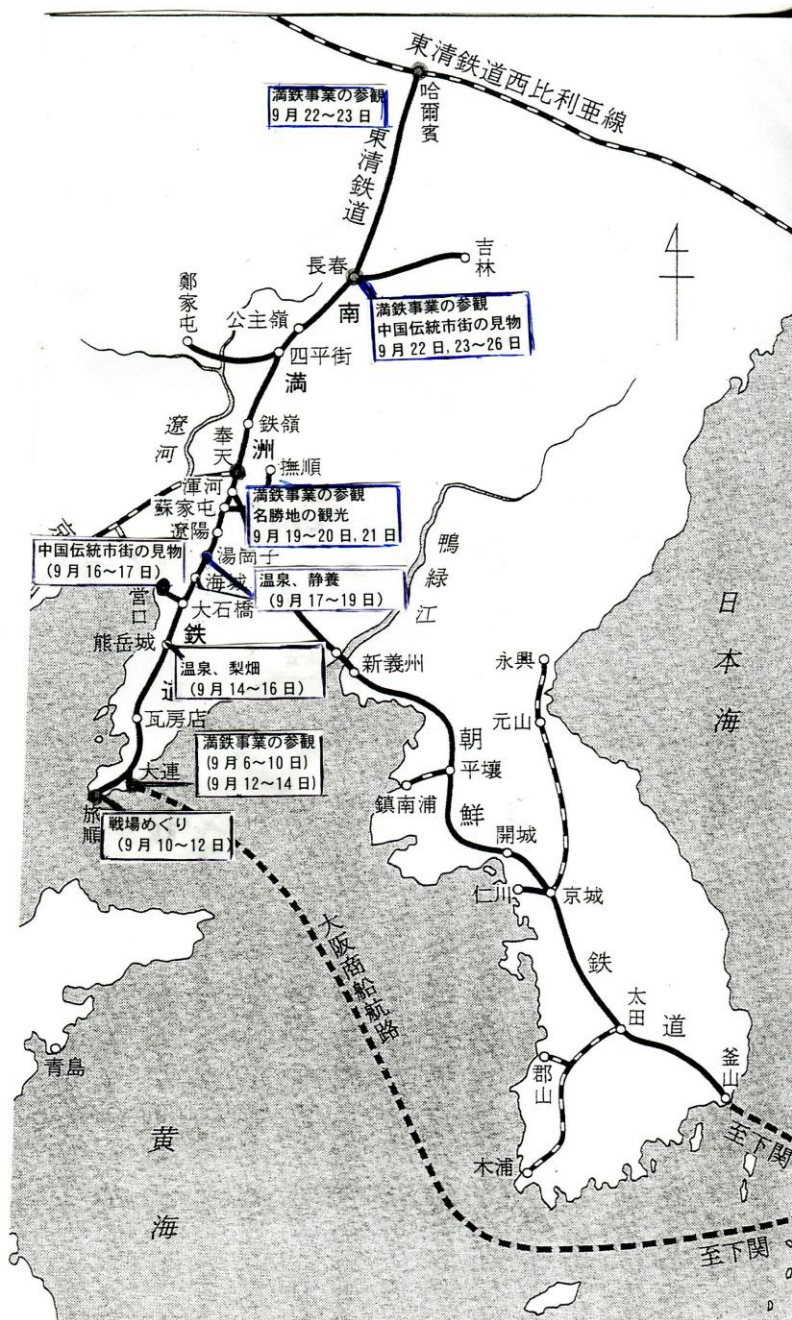 東清鉄道西比利亜線
哈爾賓
満鉄事業の参観
9月22～23日
東清鉄道
吉林
長春
南
満鉄事業の参観
中国伝統市街の見物
9月22日,23～26日
鄭家屯
公主嶺
四平街
満
遼河
鉄嶺
奉天
洲
撫順
渾河
満鉄事業の参観
名勝地の観光
9月19～20日,21日
蘇家屯
遼陽
湯崗子
中国伝統市街の見物
(9月16～17日)
海城
温泉、静養
(9月17～19日)
営口
大石橋
鉄
熊岳城
温泉、梨畑
(9月14～16日)
道
瓦房店
満鉄事業の参観
(9月6～10日)
(9月12～14日)
大連
旅順
戦場めぐり
(9月10～12日)
鴨緑江
新義州
永興
元山
日本海
朝
平壌
鎮南浦
鮮
開城
仁川
京城
鉄
太田
道
釜山
郡山
木浦
至下関
大阪商船航路
青島
黄海
至下関